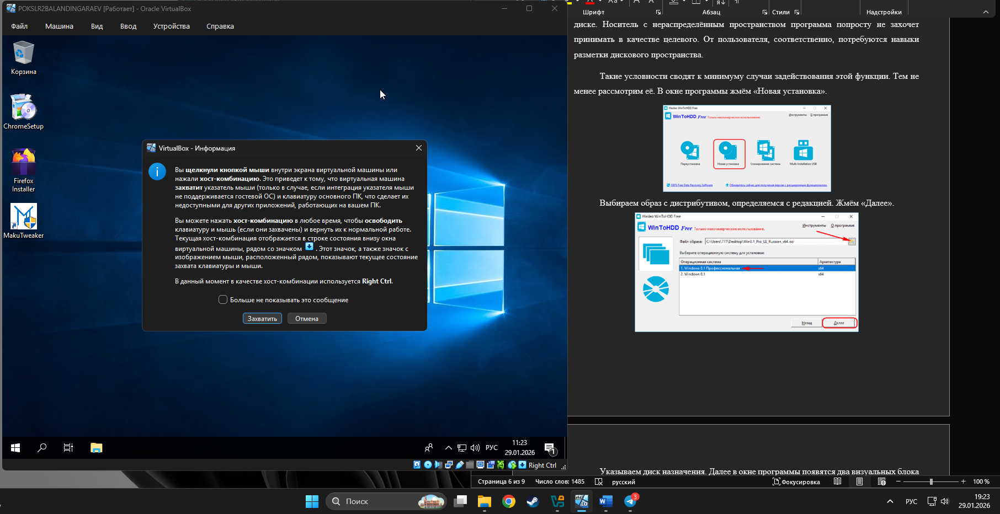 POKSLR2BALANDINGARAEV [Работает] - Oracle VirtualBox
Файл Машина Вид Ввод Устройства Справка
Корзина
ChromeSetup
Firefox
Installer
MakuTweaker
VirtualBox - Информация
Вы щелкнули кнопкой мыши внутри экрана виртуальной машины или
нажали хост-комбинацию. Это приведет к тому, что виртуальная машина
захватит указатель мыши (только в случае, если интеграция указателя мыши
не поддерживается гостевой ОС) и клавиатуру основного ПК, что сделает их
недоступными для других приложений, работающих на вашем ПК.
Вы можете нажать хост-комбинацию в любое время, чтобы освободить
клавиатуру и мышь (если они захвачены) и вернуть их к нормальной работе.
Текущая хост-комбинация отображается в строке состояния внизу окна
виртуальной машины, рядом со значком . Этот значок, а также значок с
изображением мыши, расположенный рядом, показывают текущее состояние
захвата клавиатуры и мыши.
В данный момент в качестве хост-комбинации используется Right Ctrl.
Больше не показывать это сообщение
Захватить Отмена
РУС
11:23
29.01.2026
1
Right Ctrl
Шрифт Абзац Стили Надстройки
диске. Носитель с нераспределённым пространством программа попросту не захочет
принимать в качестве целевого. От пользователя, соответственно, потребуются навыки
разметки дискового пространства.
Такие условности сводят к минимуму случаи задействования этой функции. Тем не
менее рассмотрим её. В окне программы жмём «Новая установка».
Hasleo WinToHDD Free
WinToHDD Free Только некоммерческое использование.
Инструменты О программе
Переустановка Новая установка Клонирование системы Multi-Installation USB
100% Free Data Recovery Software Обновитесь сейчас для получения версии с расширенным функционалом.
Выбираем образ с дистрибутивом, определяемся с редакцией. Жмём «Далее».
Hasleo WinToHDD Free
WinToHDD Free Только некоммерческое использование.
Инструменты О программе
Файл образа: C:\Users\777\Desktop\Win8.1_Pro_LE_Russian_x64.iso
Выберите операционную систему для установки:
Операционная система Архитектура
1. Windows 8.1 Профессиональная x64
2. Windows 8.1 x64
Назад Далее
Указываем диск назначения. Далее в окне программы появятся два визуальных блока
Страница 6 из 9 Число слов: 1485 русский Фокусировка 100 %
Поиск
3
РУС
19:23
29.01.2026